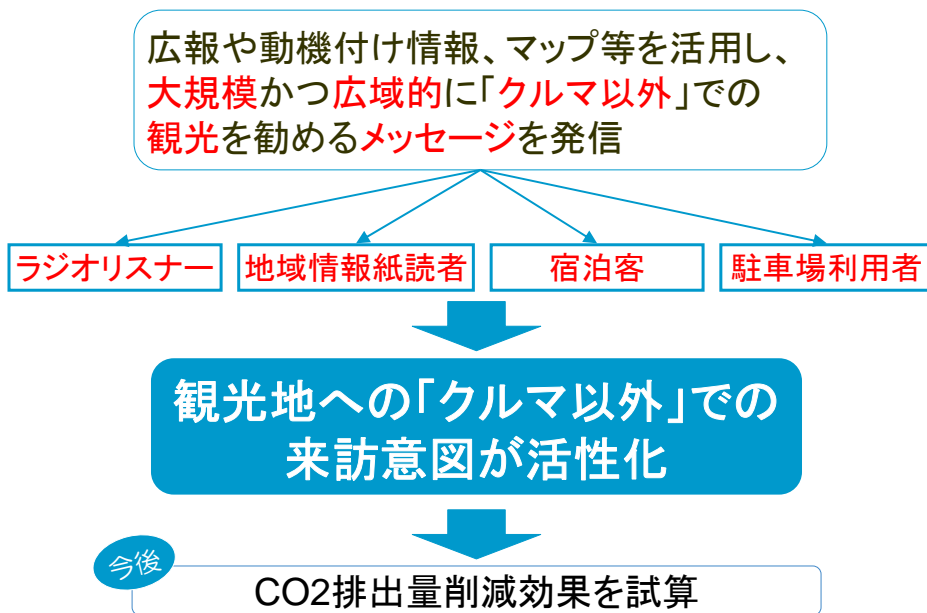 広報や動機付け情報、マップ等を活用し、
大規模かつ広域的に「クルマ以外」での
観光を勧めるメッセージを発信
ラジオリスナー
地域情報紙読者
宿泊客
駐車場利用者
観光地への「クルマ以外」での
来訪意図が活性化
今後
CO2排出量削減効果を試算